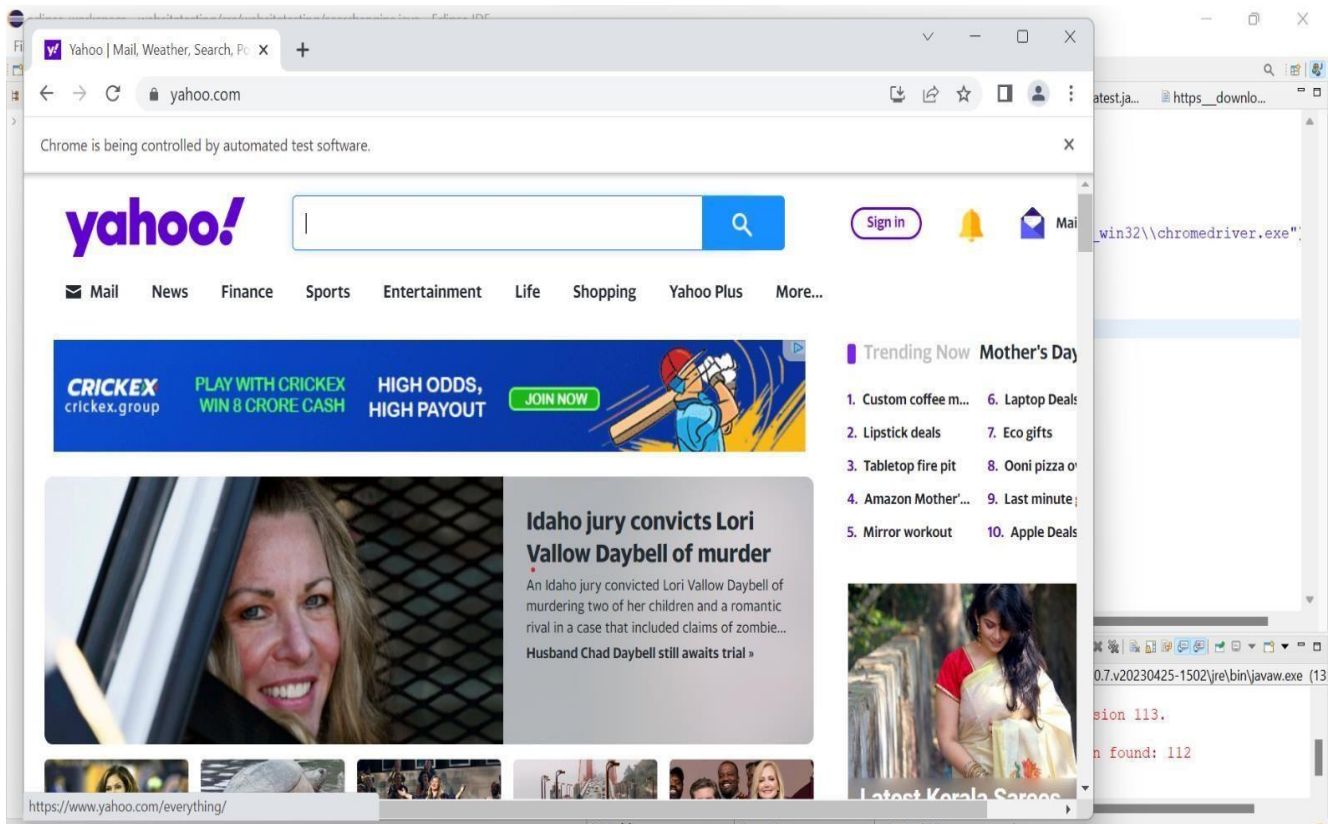 Yahoo | Mail, Weather, Search, Po
yahoo.com
atest.ja... https__downlo...
Chrome is being controlled by automated test software.
yahoo!
Sign in
Mai
_win32\\chromedriver.exe")
Mail News Finance Sports Entertainment Life Shopping Yahoo Plus More...
CRICKEX
crickex.group
PLAY WITH CRICKEX
WIN 8 CRORE CASH
HIGH ODDS,
HIGH PAYOUT
JOIN NOW
Trending Now Mother's Day
1. Custom coffee m... 6. Laptop Deals
2. Lipstick deals 7. Eco gifts
3. Tabletop fire pit 8. Ooni pizza o
4. Amazon Mother'... 9. Last minute
5. Mirror workout 10. Apple Deals
Idaho jury convicts Lori
Vallow Daybell of murder
An Idaho jury convicted Lori Vallow Daybell of
murdering two of her children and a romantic
rival in a case that included claims of zombie...
Husband Chad Daybell still awaits trial »
Latest Kerala Sarees
0.7.v20230425-1502\jre\bin\javaw.exe (13
sion 113.
n found: 112
https://www.yahoo.com/everything/